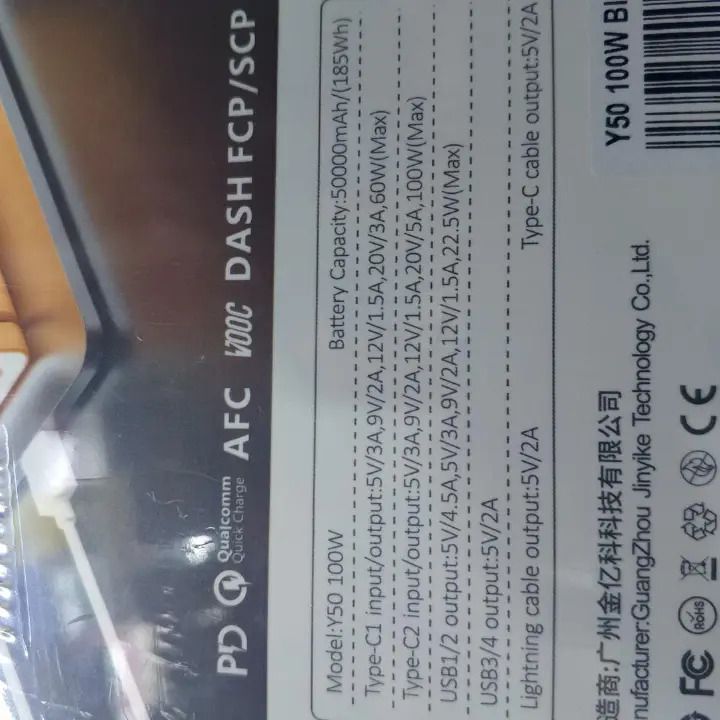 PD Qualcomm Quick Charge AFC VOOC DASH FCP/SCP
Model:Y50 100W Battery Capacity:50000mAh/(185Wh)
Type-C1 input/output:5V/3A,9V/2A,12V/1.5A,20V/3A,60W(Max)
Type-C2 input/output:5V/3A,9V/2A,12V/1.5A,20V/5A,100W(Max)
USB1/2 output:5V/4.5A,5V/3A,9V/2A,12V/1.5A,22.5W(Max)
USB3/4 output:5V/2A
Lightning cable output:5V/2A Type-C cable output:5V/2A
Y50 100W Bl
造商:广州金亿科科技有限公司
nufacturer:GuangZhou Jinyike Technology Co.,Ltd.
FC RoHS CE